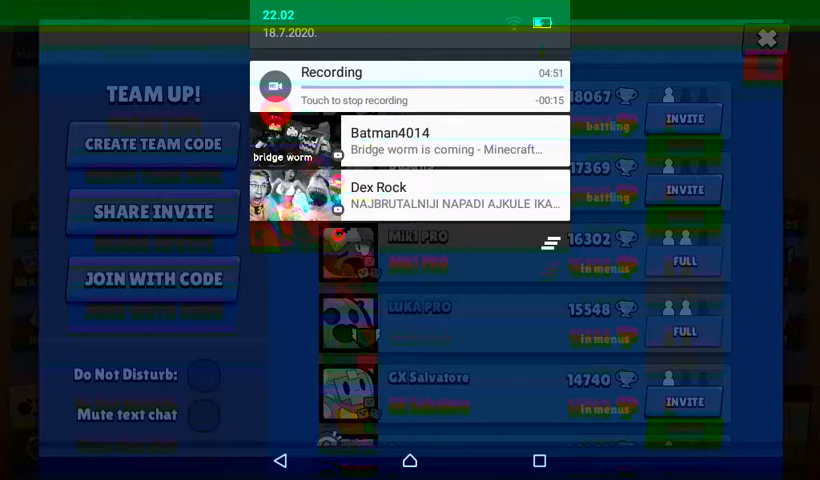 22.02
18.7.2020.
Recording
04:51
Touch to stop recording
-00:15
Batman4014
Bridge worm is coming - Minecraft...
bridge worm
Dex Rock
NAJBRUTALNIJI NAPADI AJKULE IKA...
TEAM UP!
CREATE TEAM CODE
SHARE INVITE
JOIN WITH CODE
Do Not Disturb:
Mute text chat
18067
battling
INVITE
17369
battling
INVITE
Mik1 PRO
16302
in menus
FULL
LUKA PRO
15548
in menus
FULL
GX Salvatore
14740
in menus
INVITE